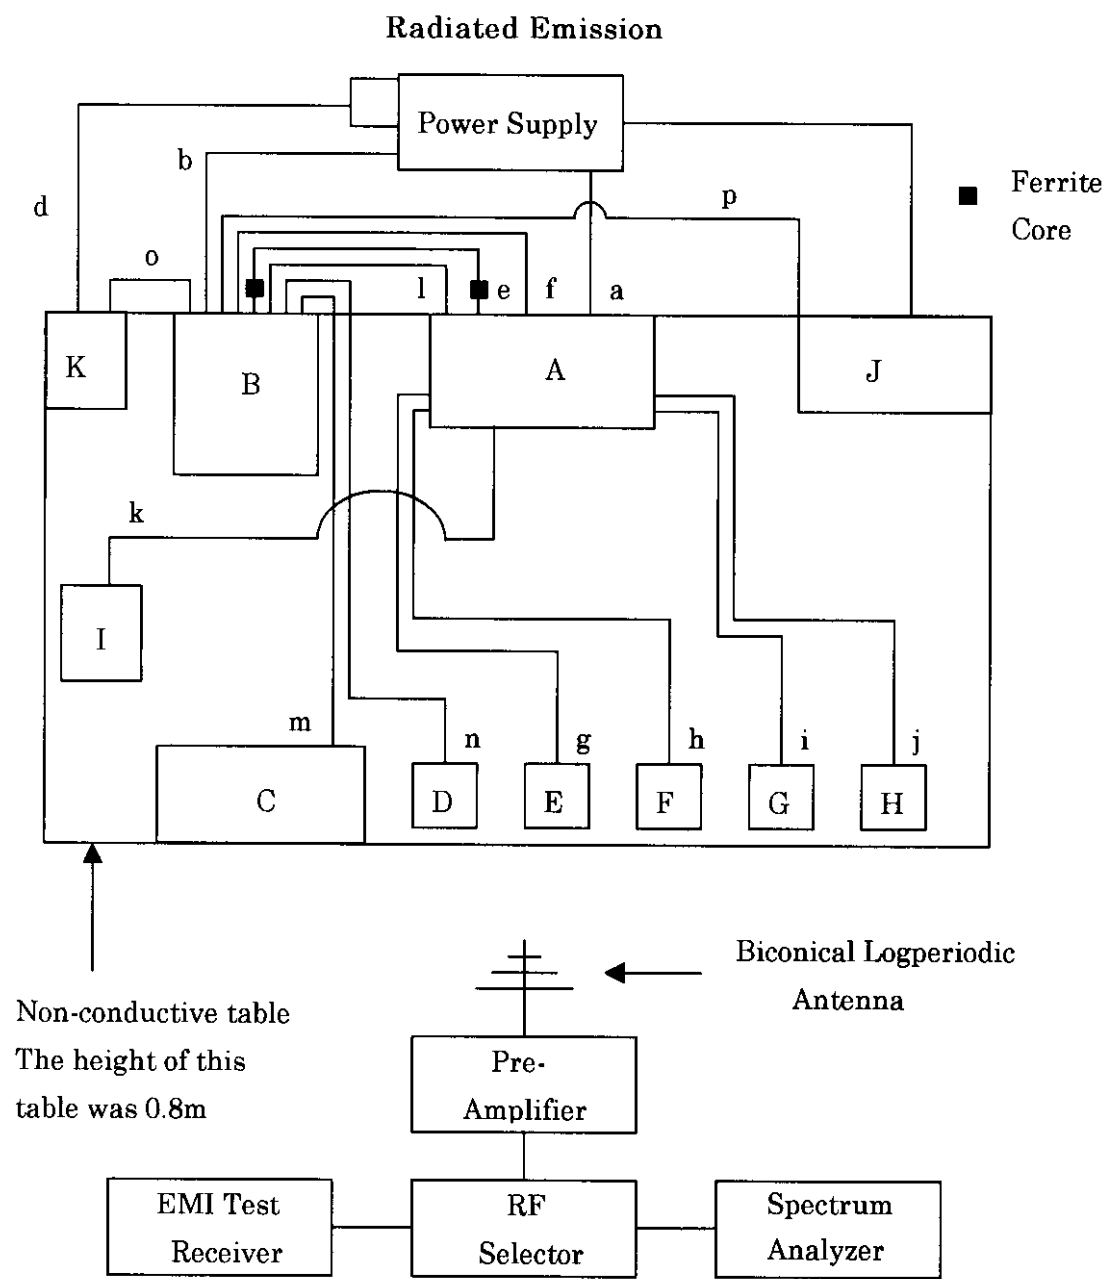 Radiated Emission
Power Supply
b
d
p
Ferrite
Core
o
l
e
f
a
K
B
A
J
k
I
m
n
g
h
i
j
C
D
E
F
G
H
Biconical Logperiodic
Antenna
Non-conductive table
The height of this
table was 0.8m
Pre-
Amplifier
EMI Test
Receiver
RF
Selector
Spectrum
Analyzer